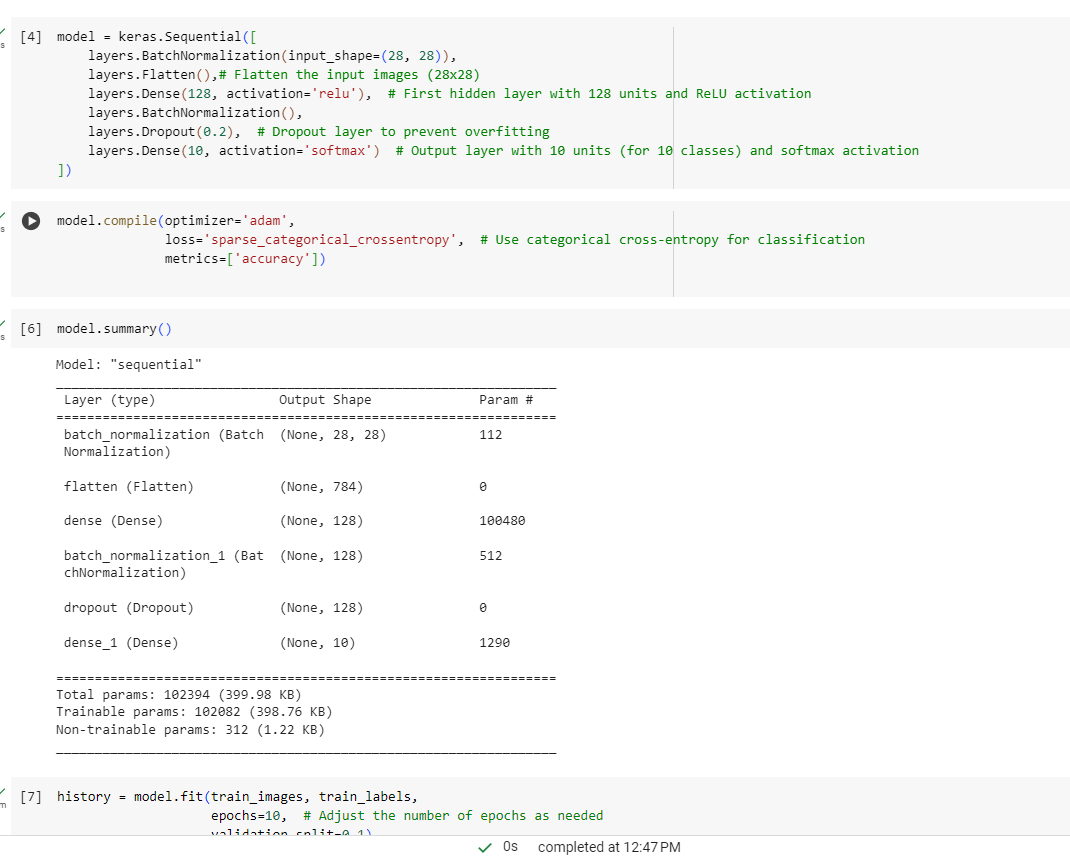 [4] model = keras.Sequential([
layers.BatchNormalization(input_shape=(28, 28)),
layers.Flatten(),# Flatten the input images (28x28)
layers.Dense(128, activation='relu'),  # First hidden layer with 128 units and ReLU activation
layers.BatchNormalization(),
layers.Dropout(0.2),  # Dropout layer to prevent overfitting
layers.Dense(10, activation='softmax')  # Output layer with 10 units (for 10 classes) and softmax activation
])
s
model.compile(optimizer='adam',
s
loss='sparse_categorical_crossentropy',  # Use categorical cross-entropy for classification
metrics=['accuracy'])
[6] model.summary()
s
Model: "sequential"
Layer (type) Output Shape Param #
=================================================================
batch_normalization (Batch (None, 28, 28) 112
Normalization)
flatten (Flatten) (None, 784) 0
dense (Dense) (None, 128) 100480
batch_normalization_1 (Bat (None, 128) 512
chNormalization)
dropout (Dropout) (None, 128) 0
dense_1 (Dense) (None, 10) 1290
=================================================================
Total params: 102394 (399.98 KB)
Trainable params: 102082 (398.76 KB)
Non-trainable params: 312 (1.22 KB)
[7] history = model.fit(train_images, train_labels,
m
epochs=10,  # Adjust the number of epochs as needed
validation_split=0.1)
0s completed at 12:47 PM